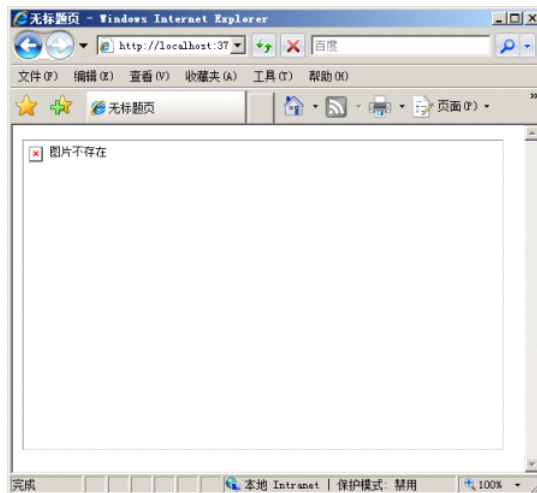 无标题页 - Windows Internet Explorer
http://localhost:37
百度
文件(F) 编辑(E) 查看(V) 收藏夹(A) 工具(T) 帮助(H)
无标题页
页面(P)
»
图片不存在
完成
本地 Intranet | 保护模式: 禁用
100%